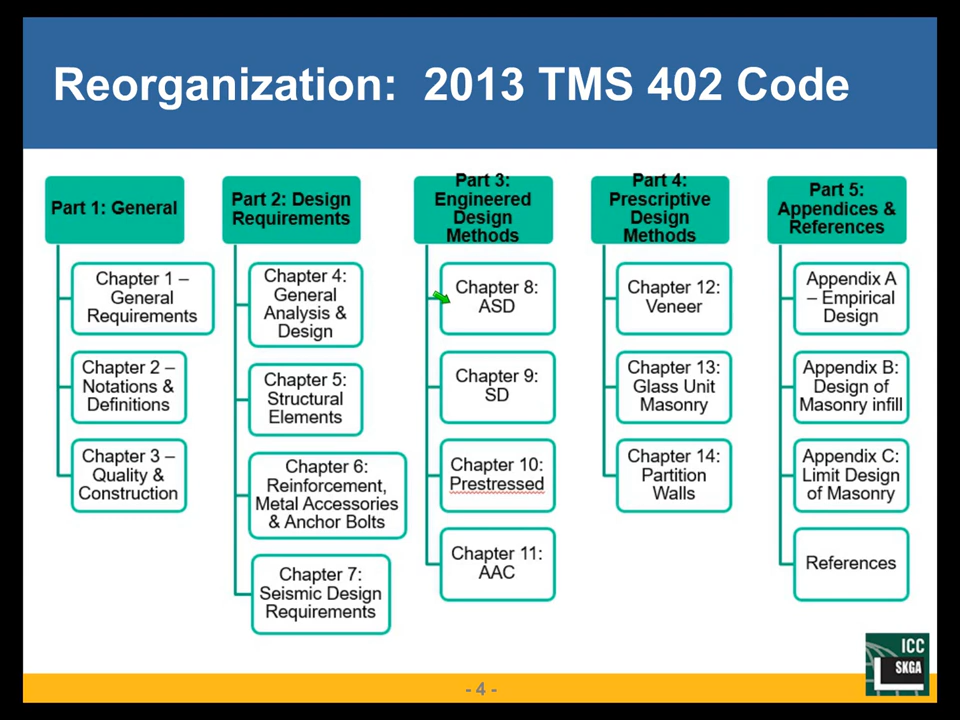 Reorganization:  2013 TMS 402 Code
Part 1: General
Chapter 1 –
General
Requirements
Chapter 2 –
Notations &
Definitions
Chapter 3 –
Quality &
Construction
Part 2: Design
Requirements
Chapter 4:
General
Analysis &
Design
Chapter 5:
Structural
Elements
Chapter 6:
Reinforcement,
Metal Accessories
& Anchor Bolts
Chapter 7:
Seismic Design
Requirements
Part 3:
Engineered
Design
Methods
Chapter 8:
ASD
Chapter 9:
SD
Chapter 10:
Prestressed
Chapter 11:
AAC
Part 4:
Prescriptive
Design
Methods
Chapter 12:
Veneer
Chapter 13:
Glass Unit
Masonry
Chapter 14:
Partition
Walls
Part 5:
Appendices &
References
Appendix A
– Empirical
Design
Appendix B:
Design of
Masonry infill
Appendix C:
Limit Design
of Masonry
References
ICC
SKGA
- 4 -